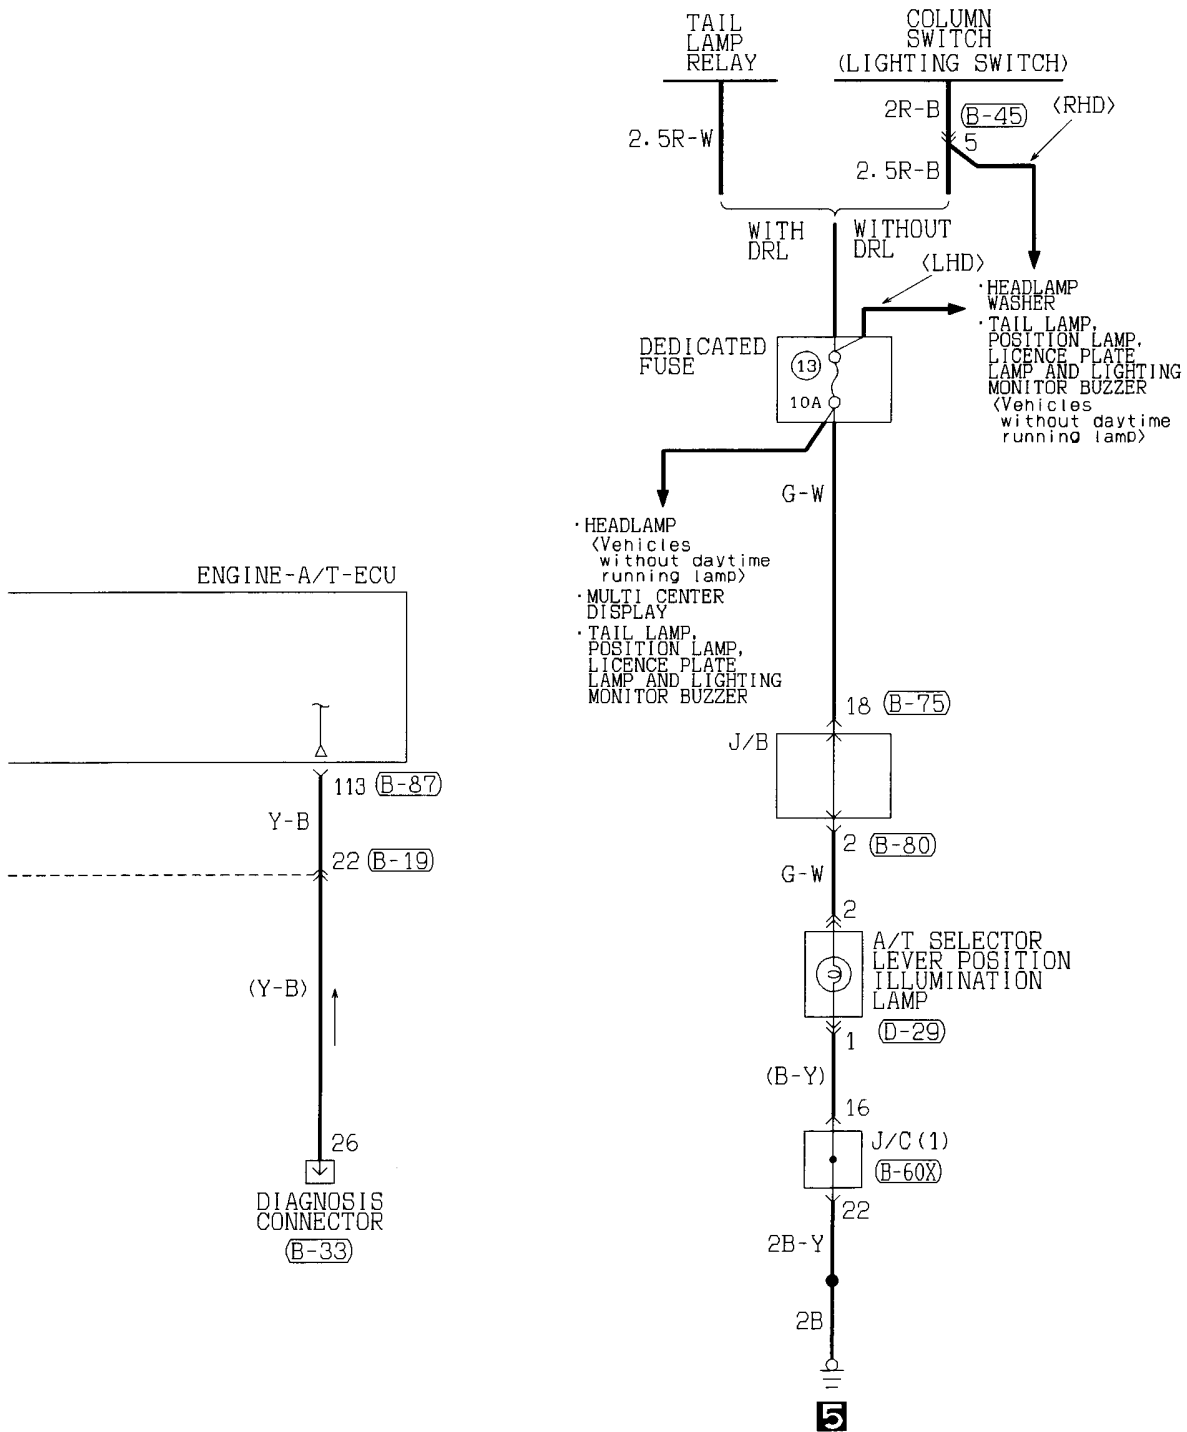 TAIL
LAMP
RELAY
COLUMN
SWITCH
(LIGHTING SWITCH)
2R-B
B-45
<RHD>
5
2.5R-W
2.5R-B
WITH
DRL
WITHOUT
DRL
<LHD>
·HEADLAMP
WASHER
·TAIL LAMP,
POSITION LAMP,
LICENCE PLATE
LAMP AND LIGHTING
MONITOR BUZZER
<Vehicles
without daytime
running lamp>
DEDICATED
FUSE
13
10A
G-W
·HEADLAMP
<Vehicles
without daytime
running lamp>
·MULTI CENTER
DISPLAY
·TAIL LAMP,
POSITION LAMP,
LICENCE PLATE
LAMP AND LIGHTING
MONITOR BUZZER
ENGINE-A/T-ECU
18 B-75
J/B
113 B-87
Y-B
22 B-19
2 B-80
G-W
2
A/T SELECTOR
LEVER POSITION
ILLUMINATION
LAMP
D-29
(Y-B)
1
(B-Y)
16
J/C(1)
B-60X
26
DIAGNOSIS
CONNECTOR
B-33
22
2B-Y
2B
5